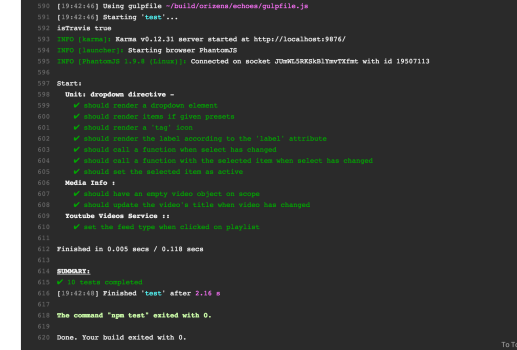 590 [19:42:46] Using gulpfile ~/build/orizens/echoes/gulpfile.js
591 [19:42:46] Starting 'test'...
592 isTravis true
593 INFO [karma]: Karma v0.12.31 server started at http://localhost:9876/
594 INFO [launcher]: Starting browser PhantomJS
595 INFO [PhantomJS 1.9.8 (Linux)]: Connected on socket with id 19507113
596
597 Start:
598 Unit: dropdown directive -
599 ✔ should render a dropdown element
600 ✔ should render items if given presets
601 ✔ should render a 'tag' icon
602 ✔ should render the label according to the 'label' attribute
603 ✔ should call a function when select has changed
604 ✔ should call a function with the selected item when select has changed
605 ✔ should set the selected item as active
606 Media Info :
607 ✔ should have an empty video object on scope
608 ✔ should update the video's title when video has changed
609 Youtube Videos Service ::
610 ✔ set the feed type when clicked on playlist
611
612 Finished in 0.005 secs / 0.118 secs
613
614 SUMMARY:
615 ✔ 10 tests completed
616 [19:42:48] Finished 'test' after 2.16 s
617
618 The command "npm test" exited with 0.
619
620 Done. Your build exited with 0.